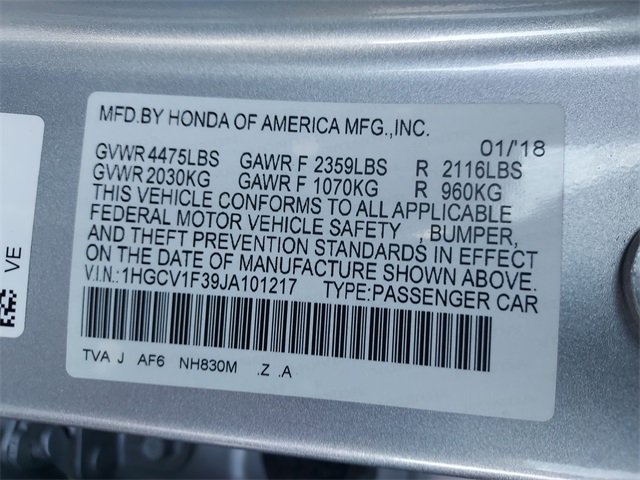 MFD.BY HONDA OF AMERICA MFG.,INC.
01/'18
GVWR 4475LBS GAWR F 2359LBS R 2116LBS
GVWR 2030KG GAWR F 1070KG R 960KG
THIS VEHICLE CONFORMS TO ALL APPLICABLE
FEDERAL MOTOR VEHICLE SAFETY , BUMPER,
AND THEFT PREVENTION STANDARDS IN EFFECT
ON THE DATE OF MANUFACTURE SHOWN ABOVE.
V.I.N.:1HGCV1F39JA101217 TYPE:PASSENGER CAR
TVA J AF6 NH830M .Z .A
VE